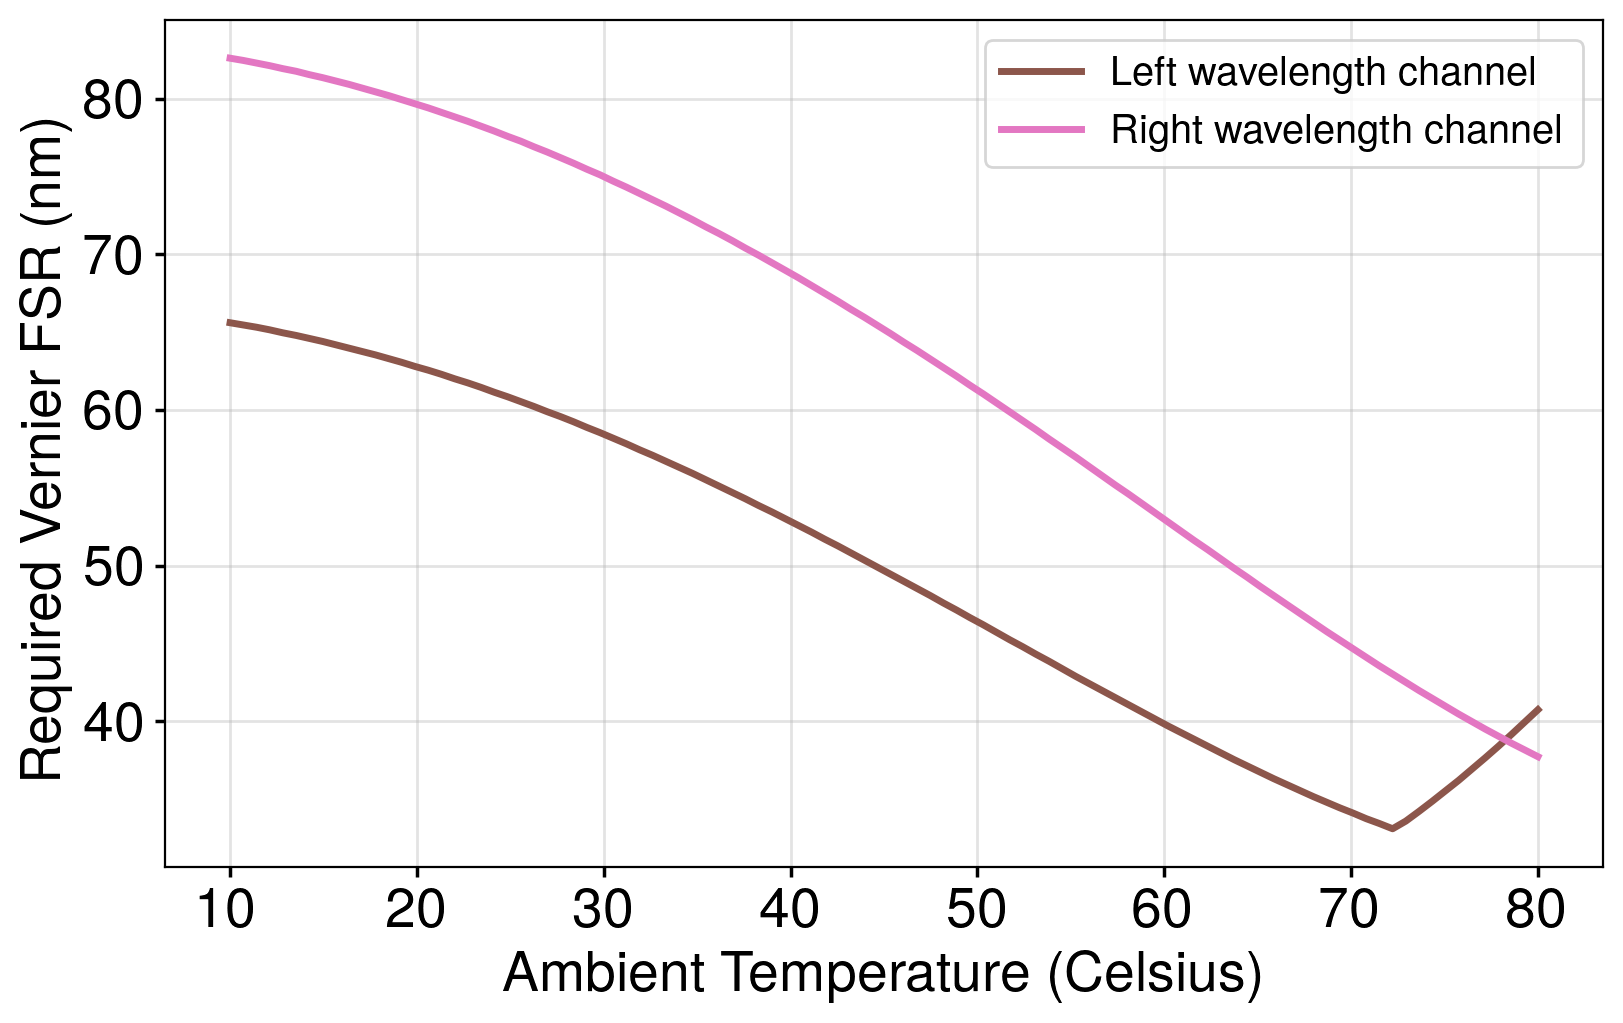 Required Vernier FSR (nm)
80
70
60
50
40
Left wavelength channel
Right wavelength channel
10 20 30 40 50 60 70 80
Ambient Temperature (Celsius)